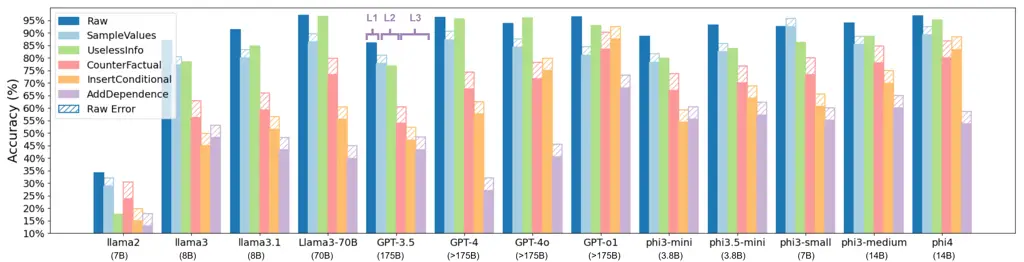 Accuracy (%)
95%
90%
85%
80%
75%
70%
65%
60%
55%
50%
45%
40%
35%
30%
25%
20%
15%
10%
Raw
SampleValues
UselessInfo
CounterFactual
InsertConditional
AddDependence
Raw Error
L1 L2 L3
llama2 llama3 llama3.1 Llama3-70B GPT-3.5 GPT-4 GPT-4o GPT-o1 phi3-mini phi3.5-mini phi3-small phi3-medium phi4
(7B) (8B) (8B) (70B) (175B) (>175B) (>175B) (>175B) (3.8B) (3.8B) (7B) (14B) (14B)